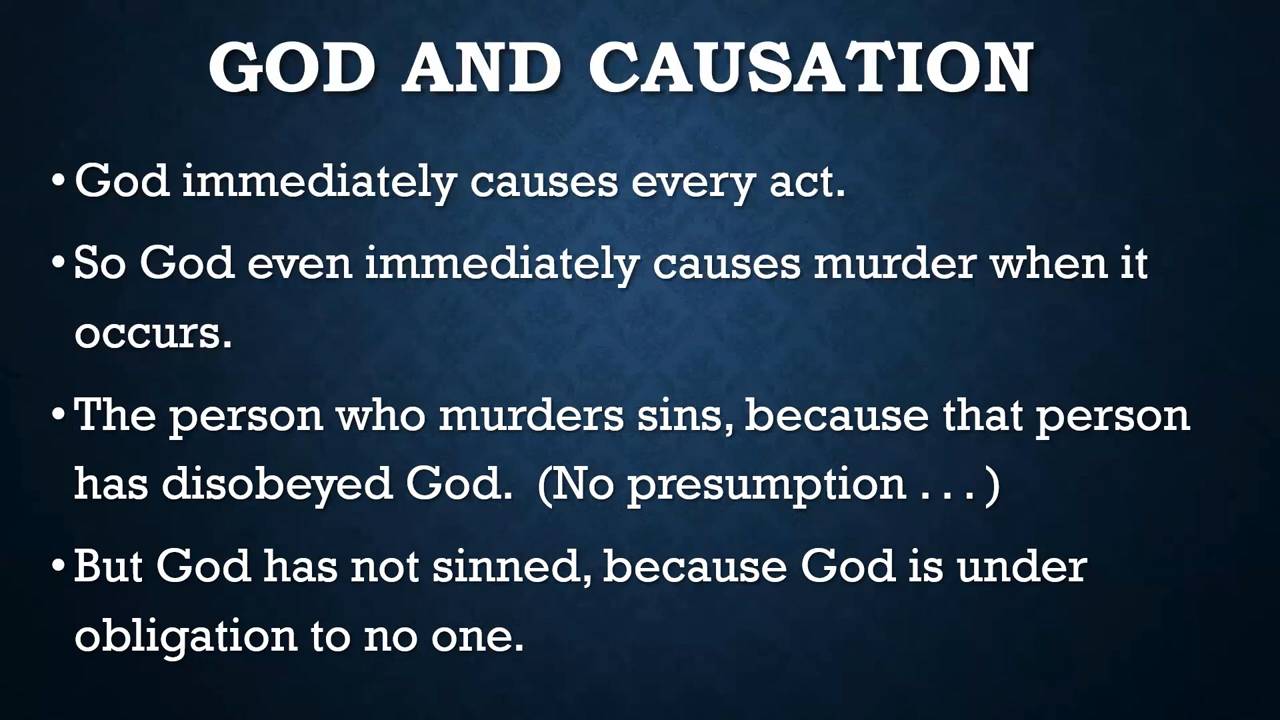 GOD AND CAUSATION
• God immediately causes every act.
• So God even immediately causes murder when it
occurs.
• The person who murders sins, because that person
has disobeyed God.  (No presumption . . . )
• But God has not sinned, because God is under
obligation to no one.